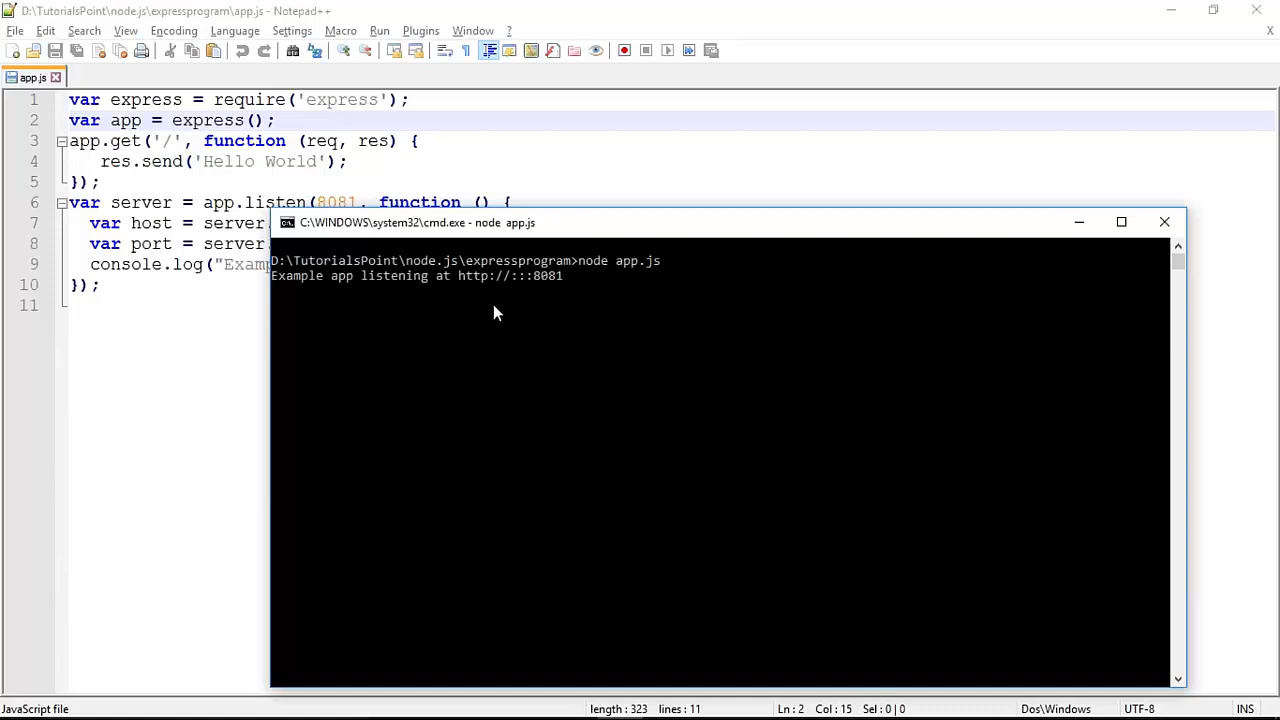 D:\TutorialsPoint\node.js\expressprogram\app.js - Notepad++
File Edit Search View Encoding Language Settings Macro Run Plugins Window ? X
app.js
1 var express = require('express');
2 var app = express();
3 app.get('/', function (req, res) {
4 res.send('Hello World');
5 });
6 var server = app.listen(8081, function () {
7 var host = server.
8 var port = server.
9 console.log("Examp
10 });
11
C:\WINDOWS\system32\cmd.exe - node app.js
D:\TutorialsPoint\node.js\expressprogram>node app.js
Example app listening at http://:::8081
JavaScript file length : 323 lines : 11 Ln : 2 Col : 15 Sel : 0 | 0 Dos\Windows UTF-8 INS